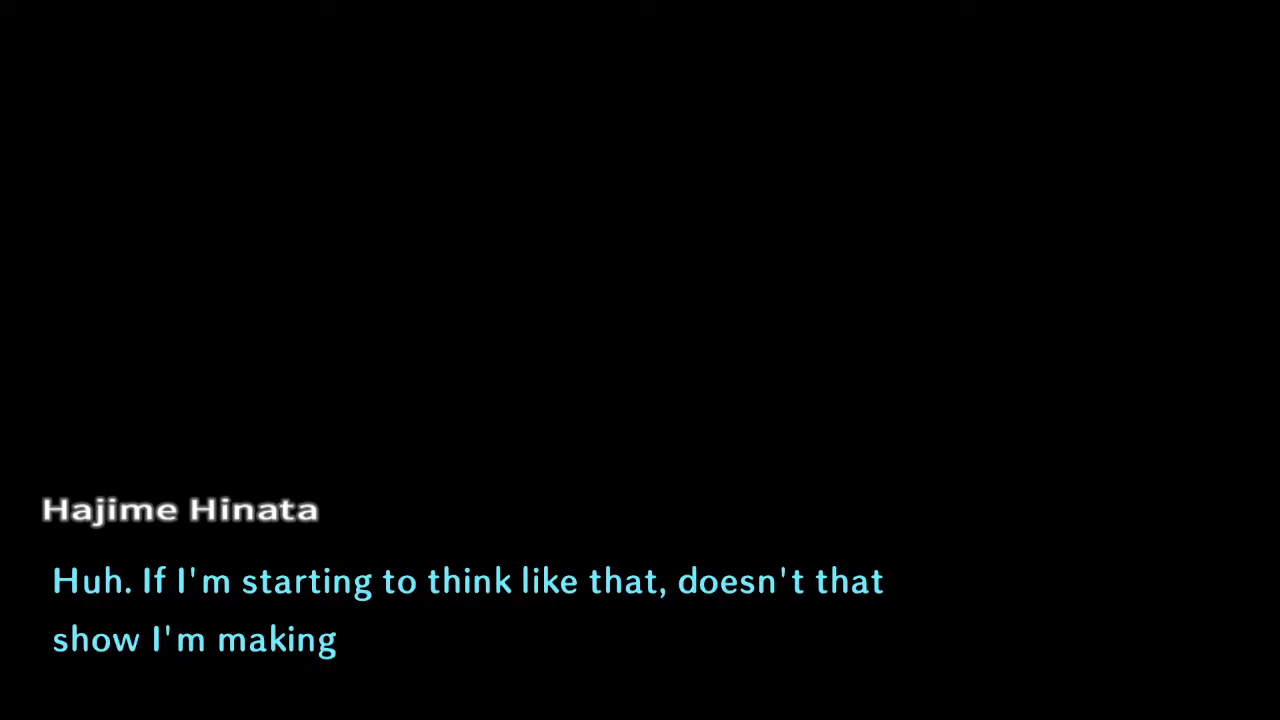 Hajime Hinata
Huh. If I'm starting to think like that, doesn't that
show I'm making